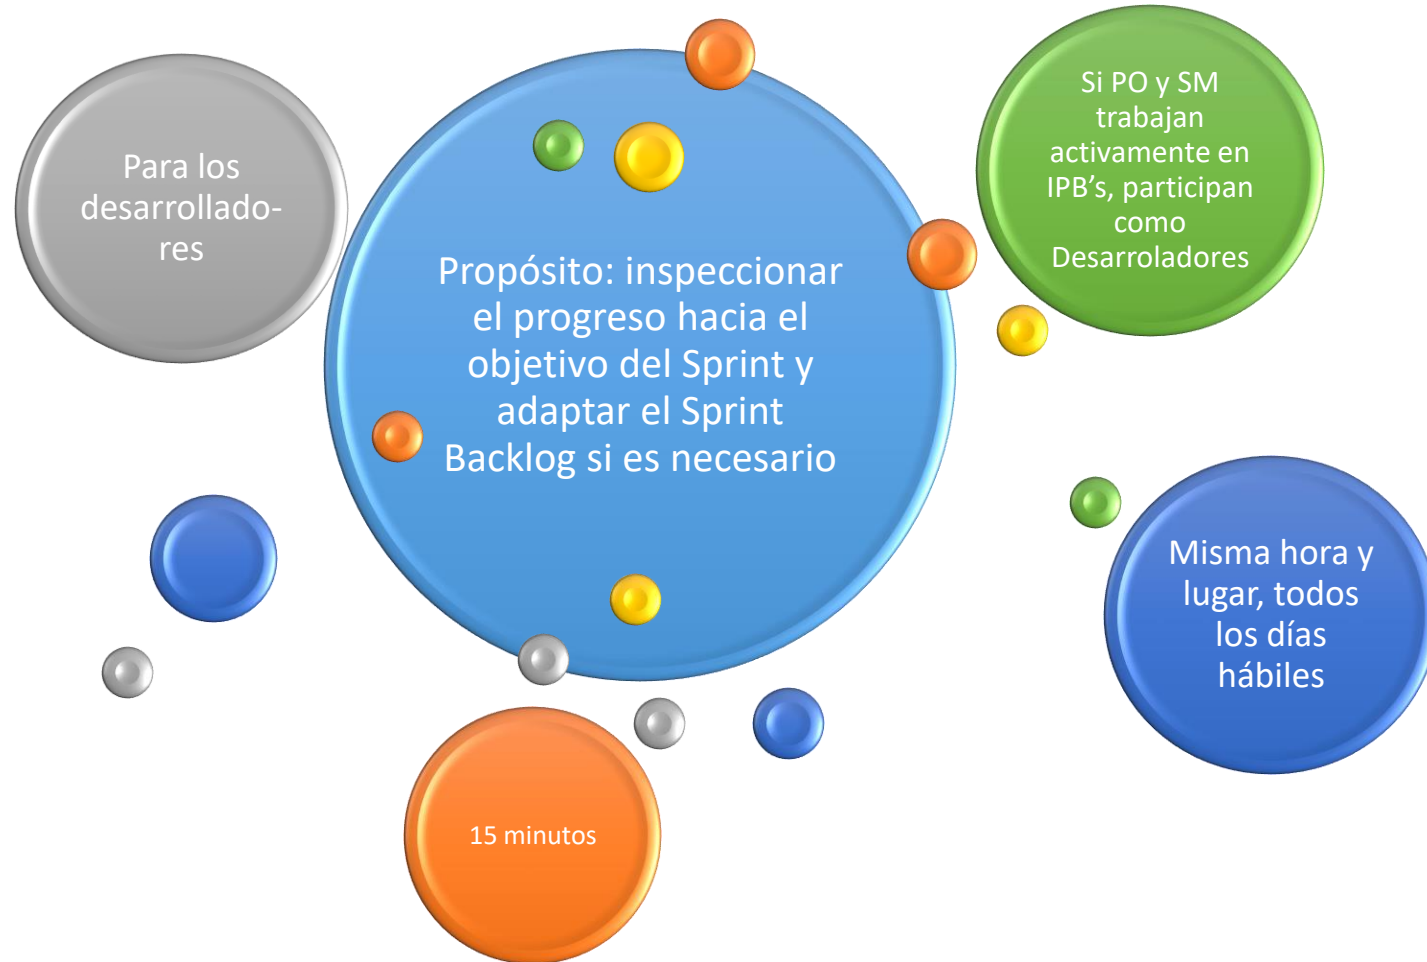 Para los
desarrollado-
res
Propósito: inspeccionar
el progreso hacia el
objetivo del Sprint y
adaptar el Sprint
Backlog si es necesario
Si PO y SM
trabajan
activamente en
IPB’s, participan
como
Desarroladores
Misma hora y
lugar, todos
los días
hábiles
15 minutos